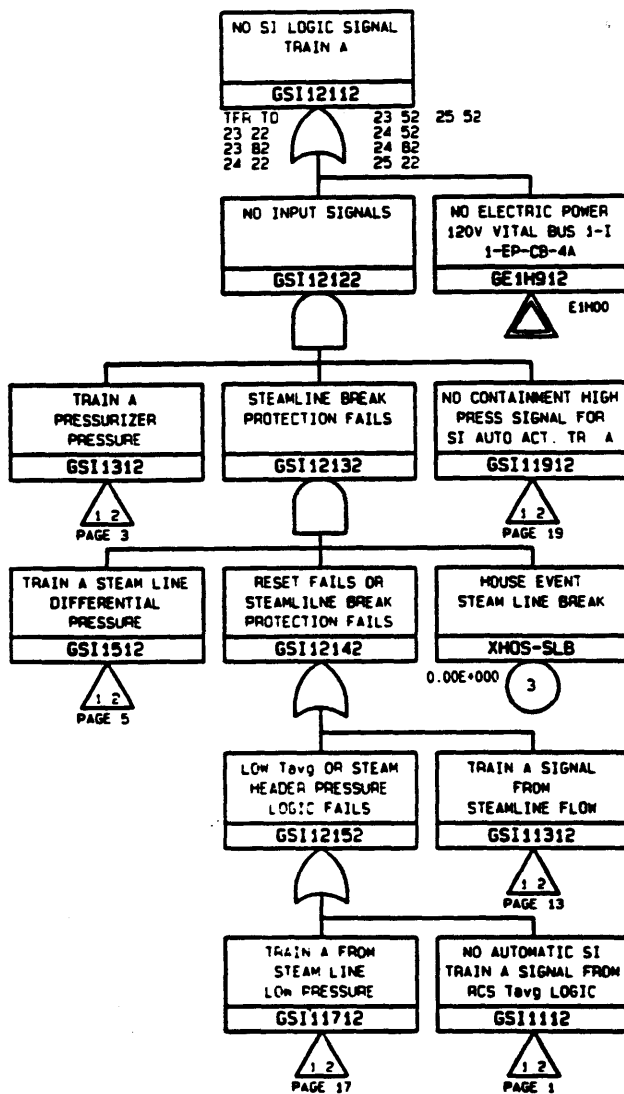 NO SI LOGIC SIGNAL
TRAIN A
GSI12112
TFR TO
23 22
23 82
24 22
23 52 25 52
24 52
24 82
25 22
NO INPUT SIGNALS
GSI12122
NO ELECTRIC POWER
120V VITAL BUS 1-I
1-EP-CB-4A
GE1H912
E1H00
TRAIN A
PRESSURIZER
PRESSURE
GSI1312
1 2
PAGE 3
STEAMLINE BREAK
PROTECTION FAILS
GSI12132
NO CONTAINMENT HIGH
PRESS SIGNAL FOR
SI AUTO ACT. TR A
GSI11912
1 2
PAGE 19
TRAIN A STEAM LINE
DIFFERENTIAL
PRESSURE
GSI1512
1 2
PAGE 5
RESET FAILS OR
STEAMLILNE BREAK
PROTECTION FAILS
GSI12142
HOUSE EVENT
STEAM LINE BREAK
XHOS-SLB
0.00E+000
3
LOW Tavg OR STEAM
HEADER PRESSURE
LOGIC FAILS
GSI12152
TRAIN A SIGNAL
FROM
STEAMLINE FLOW
GSI11312
1 2
PAGE 13
TRAIN A FROM
STEAM LINE
LOW PRESSURE
GSI11712
1 2
PAGE 17
NO AUTOMATIC SI
TRAIN A SIGNAL FROM
RCS Tavg LOGIC
GSI1112
1 2
PAGE 1